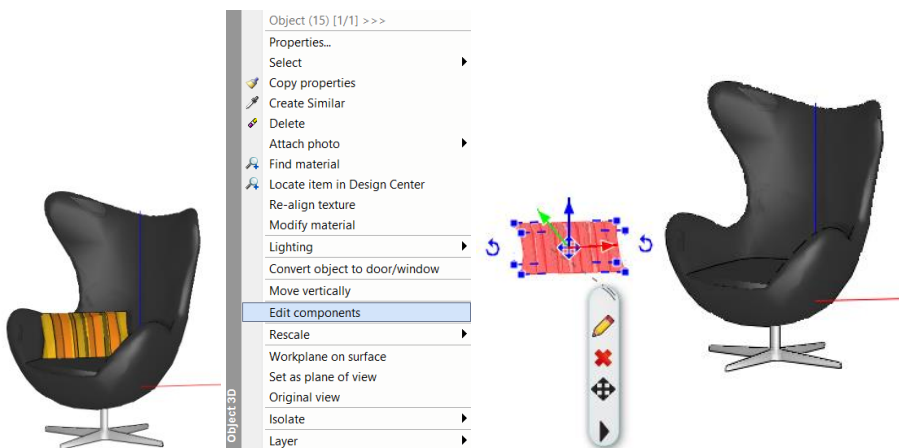 Object (15) [1/1] >>>
Properties...
Select
Copy properties
Create Similar
Delete
Attach photo
Find material
Locate item in Design Center
Re-align texture
Modify material
Lighting
Convert object to door/window
Move vertically
Edit components
Rescale
Workplane on surface
Set as plane of view
Original view
Isolate
Layer
Object 3D